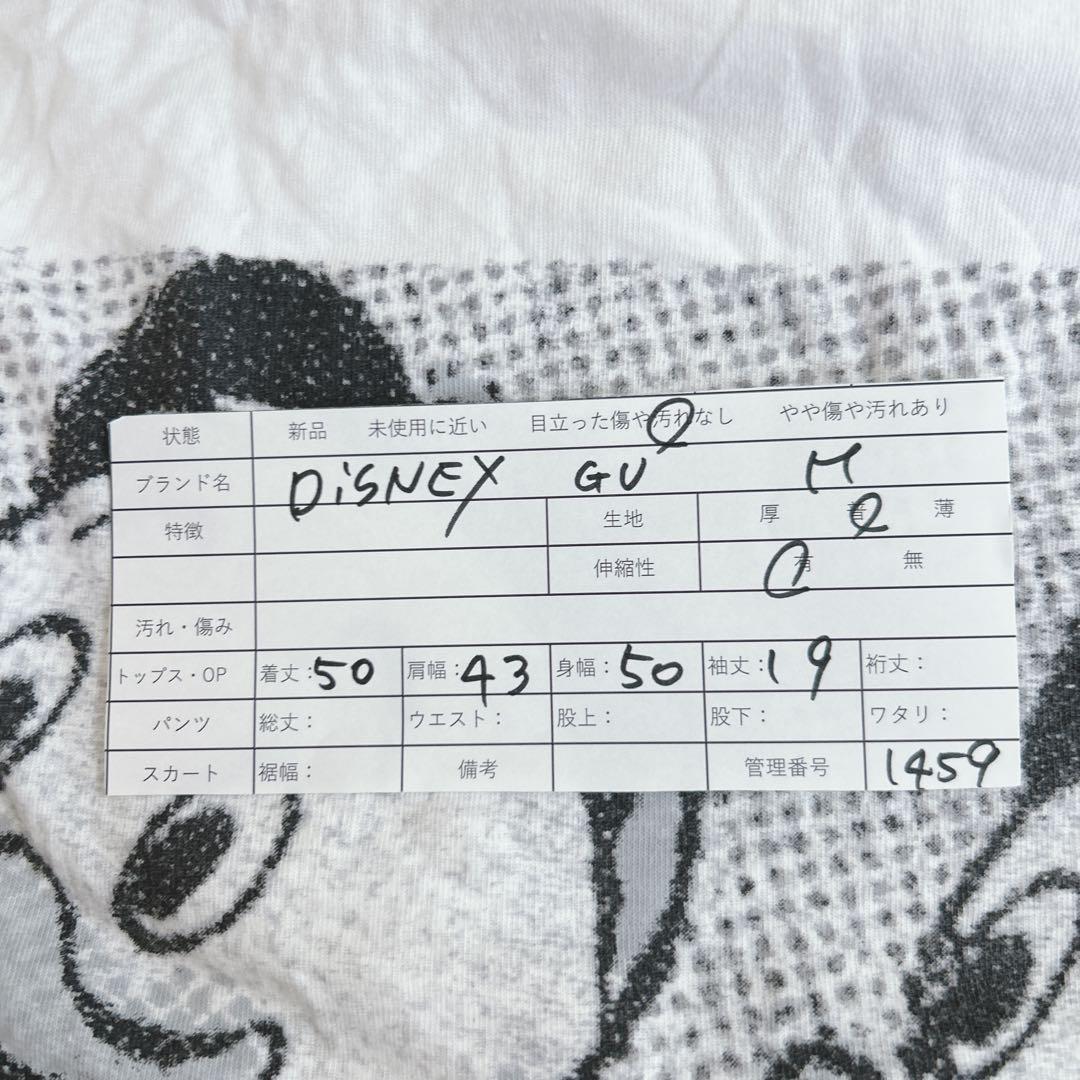 状態 新品 未使用に近い 目立った傷や汚れなし やや傷や汚れあり
ブランド名 DiSNEY GU M
特徴 生地 厚 普 薄
伸縮性 有 無
汚れ・傷み
トップス・OP 着丈:50 肩幅:43 身幅:50 袖丈:19 裄丈:
パンツ 総丈: ウエスト: 股上: 股下: ワタリ:
スカート 裾幅: 備考 管理番号 1459